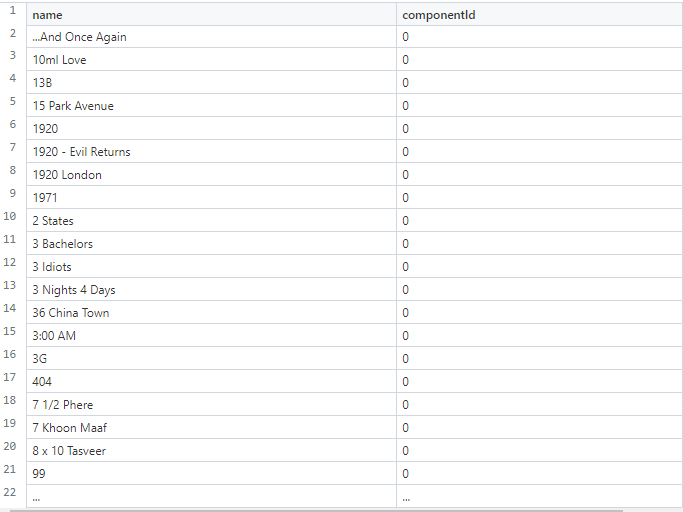 1 name componentId
2 ...And Once Again 0
3 10ml Love 0
4 13B 0
5 15 Park Avenue 0
6 1920 0
7 1920 - Evil Returns 0
8 1920 London 0
9 1971 0
10 2 States 0
11 3 Bachelors 0
12 3 Idiots 0
13 3 Nights 4 Days 0
14 36 China Town 0
15 3:00 AM 0
16 3G 0
17 404 0
18 7 1/2 Phere 0
19 7 Khoon Maaf 0
20 8 x 10 Tasveer 0
21 99 0
22 ... ...